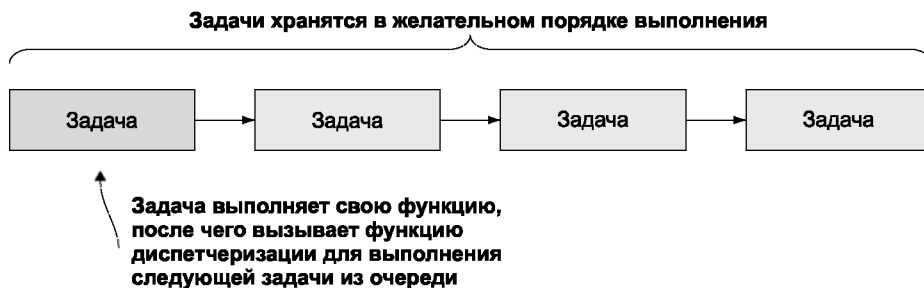 Задачи хранятся в желательном порядке выполнения
Задача
Задача
Задача
Задача
Задача выполняет свою функцию,
после чего вызывает функцию
диспетчеризации для выполнения
следующей задачи из очереди